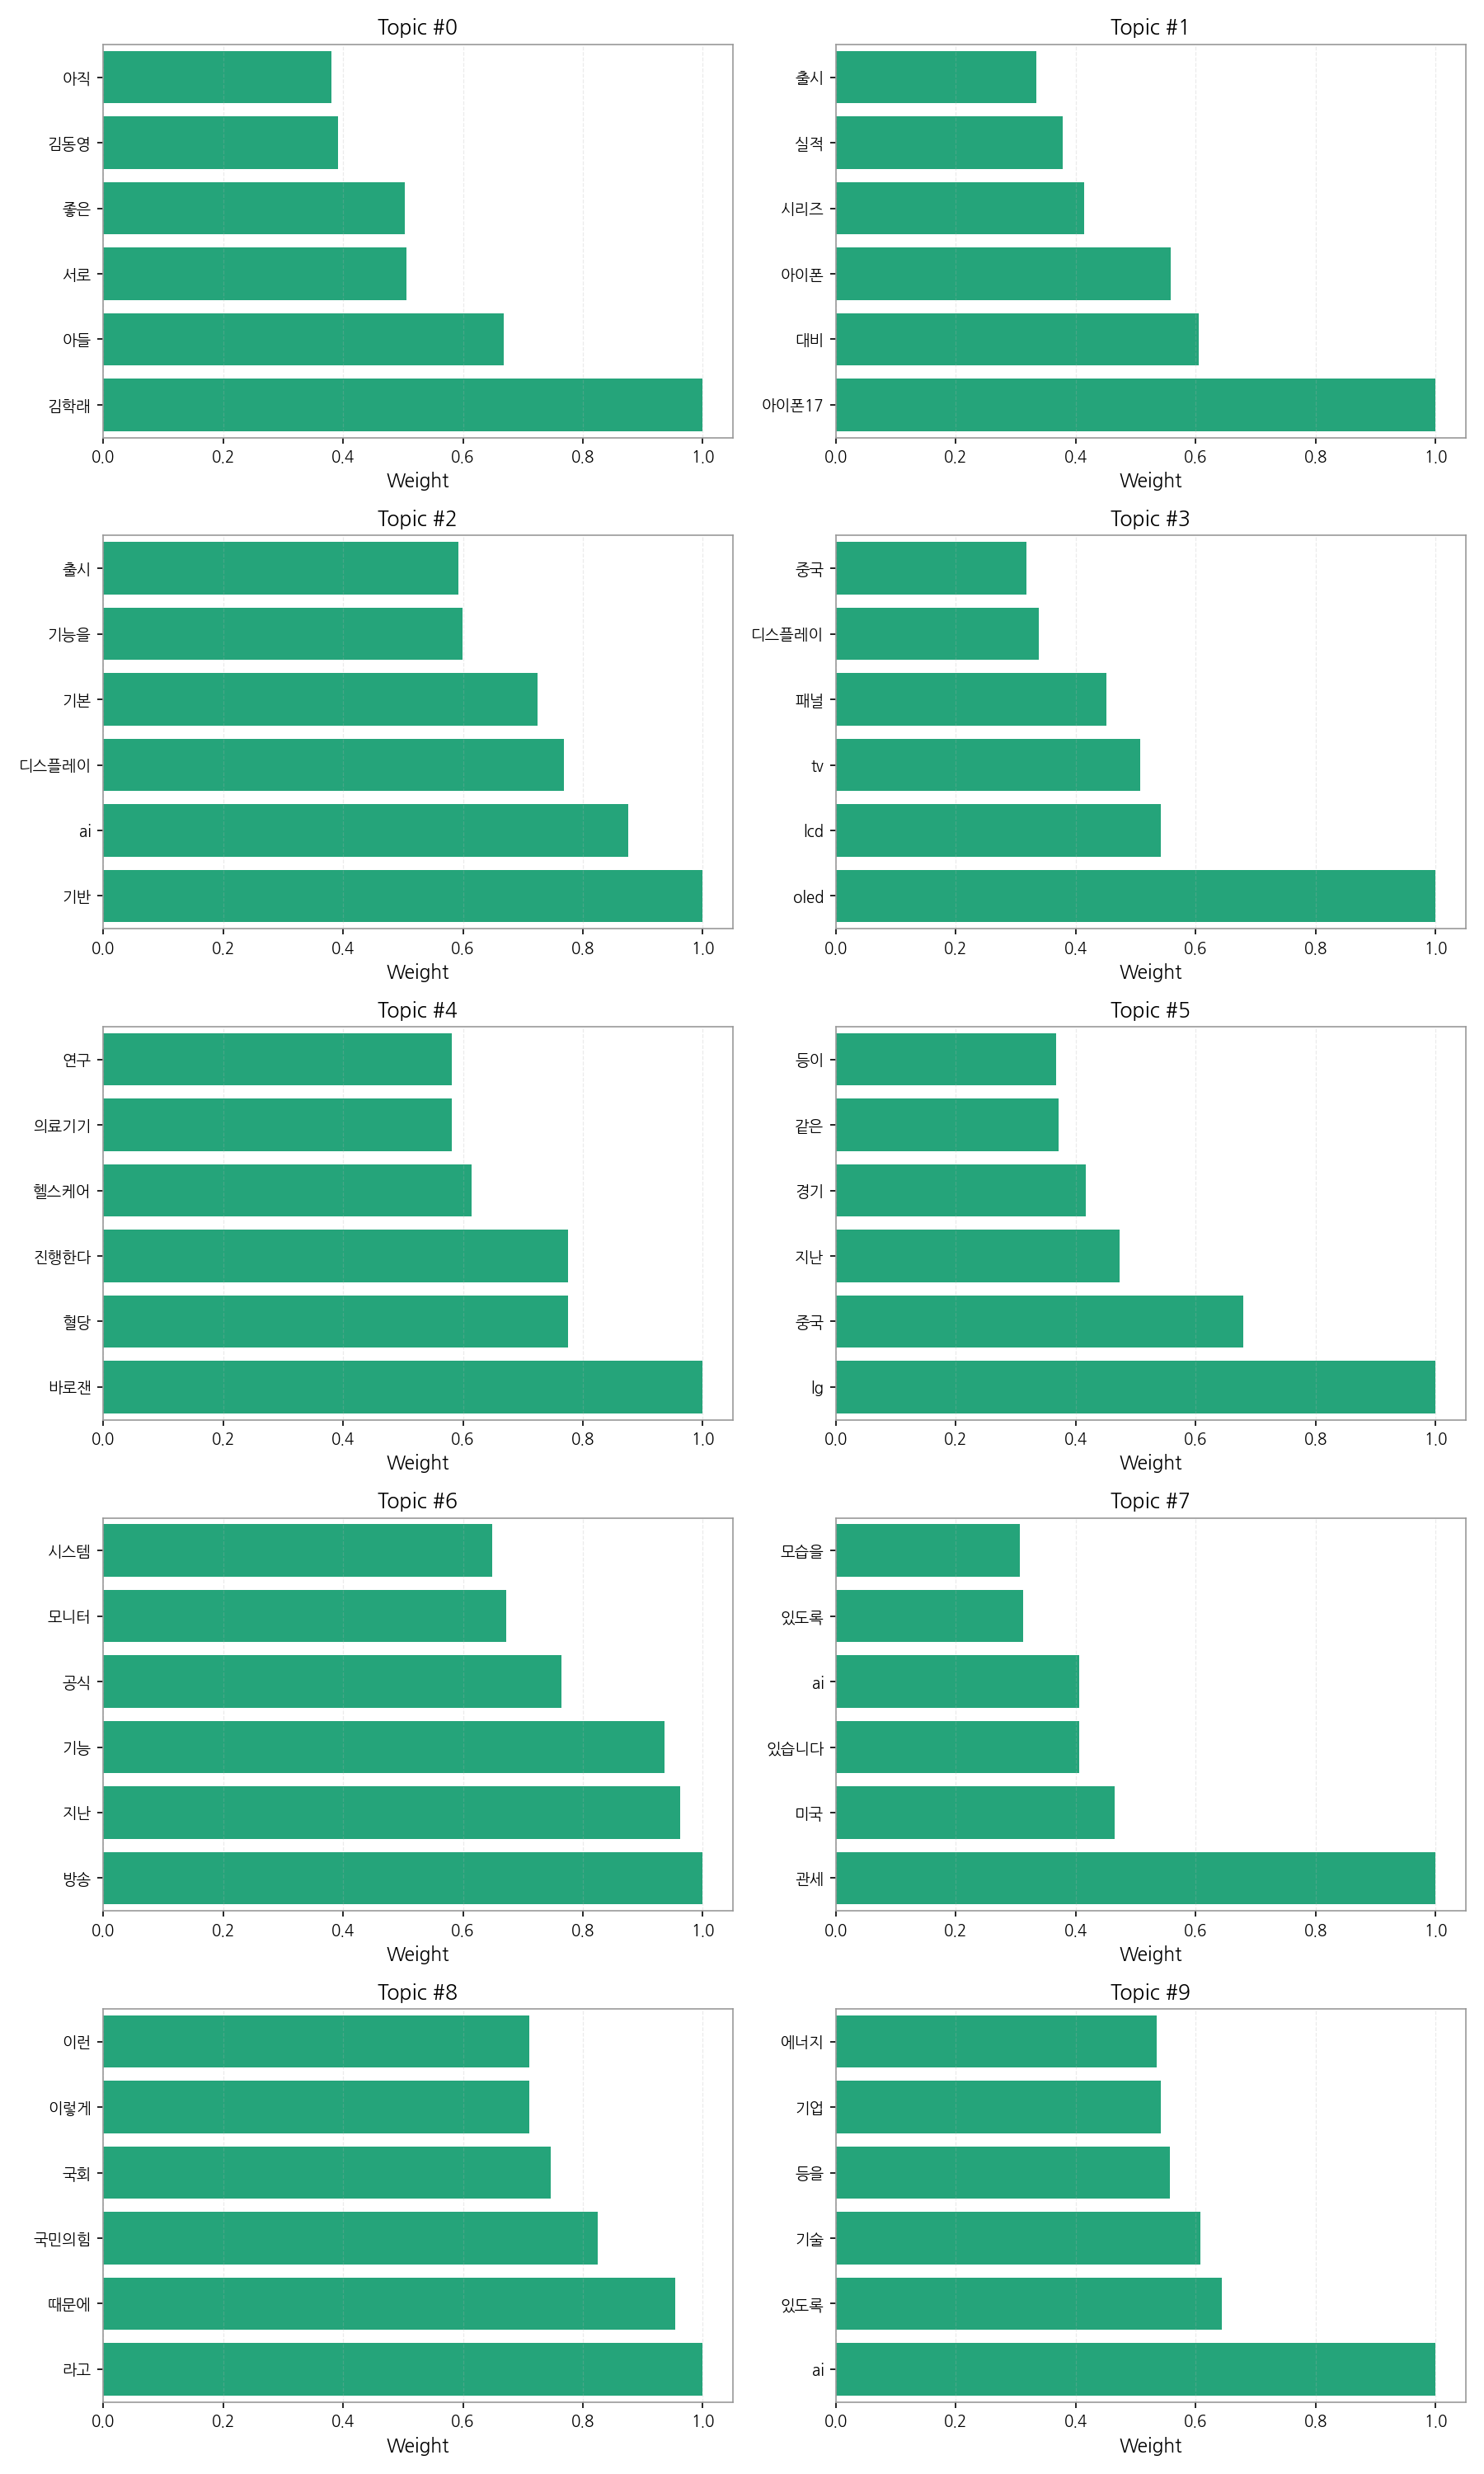 Topic #0
아직
김동영
좋은
서로
아들
김학래
0.0 0.2 0.4 0.6 0.8 1.0
Weight
Topic #1
출시
실적
시리즈
아이폰
대비
아이폰17
0.0 0.2 0.4 0.6 0.8 1.0
Weight
Topic #2
출시
기능을
기본
디스플레이
ai
기반
0.0 0.2 0.4 0.6 0.8 1.0
Weight
Topic #3
중국
디스플레이
패널
tv
lcd
oled
0.0 0.2 0.4 0.6 0.8 1.0
Weight
Topic #4
연구
의료기기
헬스케어
진행한다
혈당
바로잰
0.0 0.2 0.4 0.6 0.8 1.0
Weight
Topic #5
등이
같은
경기
지난
중국
lg
0.0 0.2 0.4 0.6 0.8 1.0
Weight
Topic #6
시스템
모니터
공식
기능
지난
방송
0.0 0.2 0.4 0.6 0.8 1.0
Weight
Topic #7
모습을
있도록
ai
있습니다
미국
관세
0.0 0.2 0.4 0.6 0.8 1.0
Weight
Topic #8
이런
이렇게
국회
국민의힘
때문에
라고
0.0 0.2 0.4 0.6 0.8 1.0
Weight
Topic #9
에너지
기업
등을
기술
있도록
ai
0.0 0.2 0.4 0.6 0.8 1.0
Weight